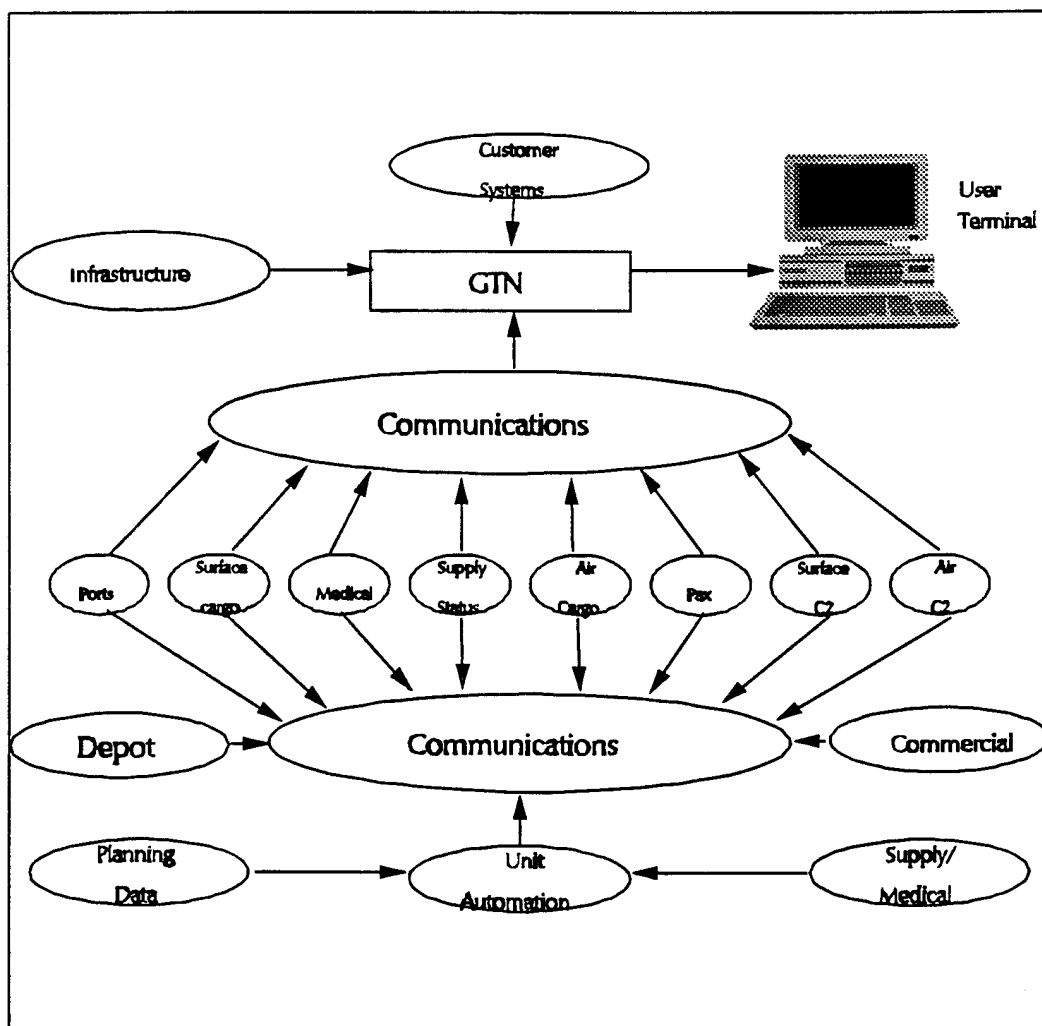 Customer
Systems
User
Terminal
Infrastructure
GTN
Communications
Ports
Surface
cargo
Medical
Supply
Status
Air
Cargo
Pax
Surface
C2
Air
C2
Depot
Communications
Commercial
Planning
Data
Unit
Automation
Supply/
Medical